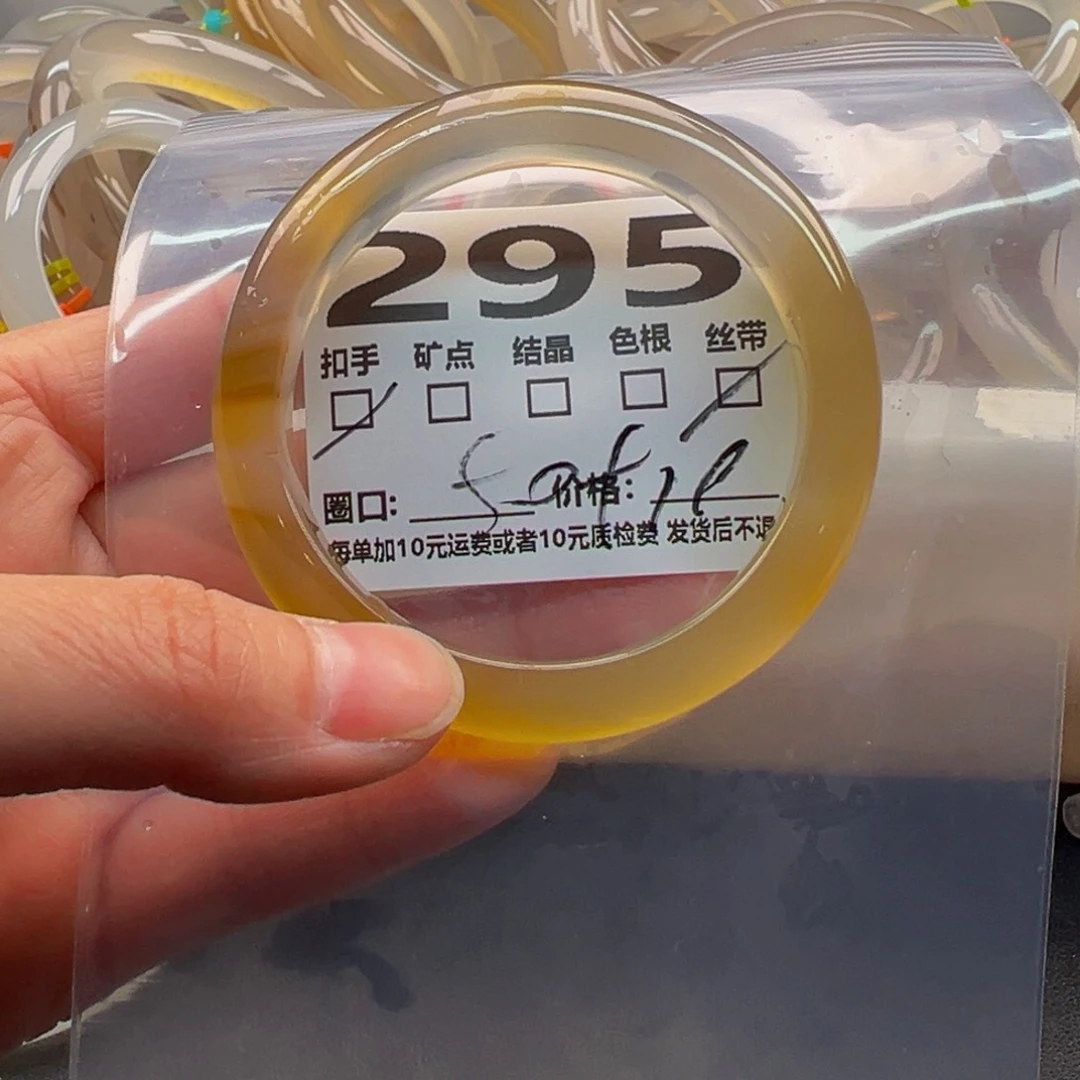 295
扣手 矿点 结晶 色根 丝带
圈口: 价格:
每单加10元运费或者10元质检费 发货后不退